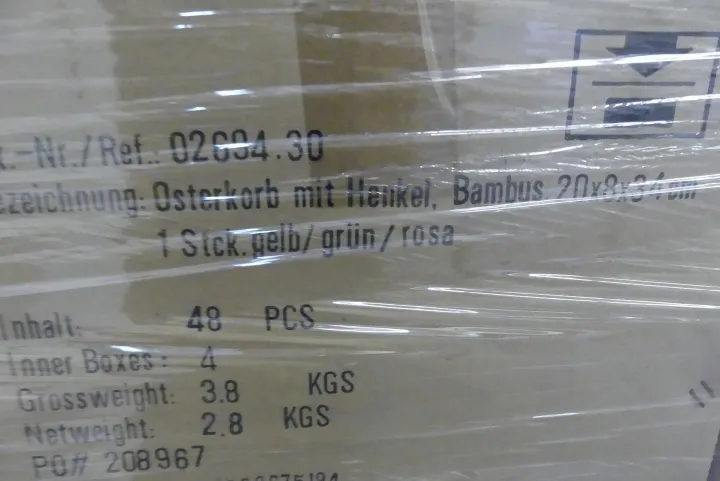 .-Nr./Ref.: 02694.30
ezeichnung: Osterkorb mit Henkel, Bambus 20x8x34cm
1 Stck. gelb/grün/rosa
Inhalt: 48 PCS
Inner Boxes: 4
Grossweight: 3.8 KGS
Netweight: 2.8 KGS
PO# 208967